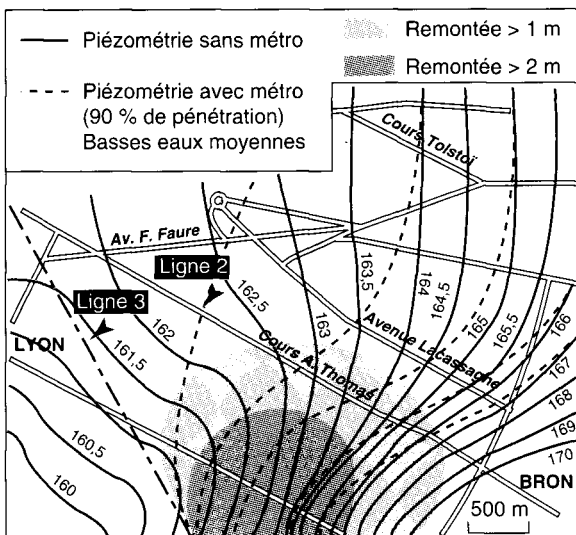 Piézométrie sans métro
Piézométrie avec métro
(90 % de pénétration)
Basses eaux moyennes
Remontée > 1 m
Remontée > 2 m
Cours Tolstoï
Av. F. Faure
Ligne 2
Ligne 3
LYON
162
162,5
163
163,5
164
164,5
165
165,5
166
167
168
169
170
Avenue Lacassagne
Cours A. Thomas
161,5
160,5
160
BRON
500 m